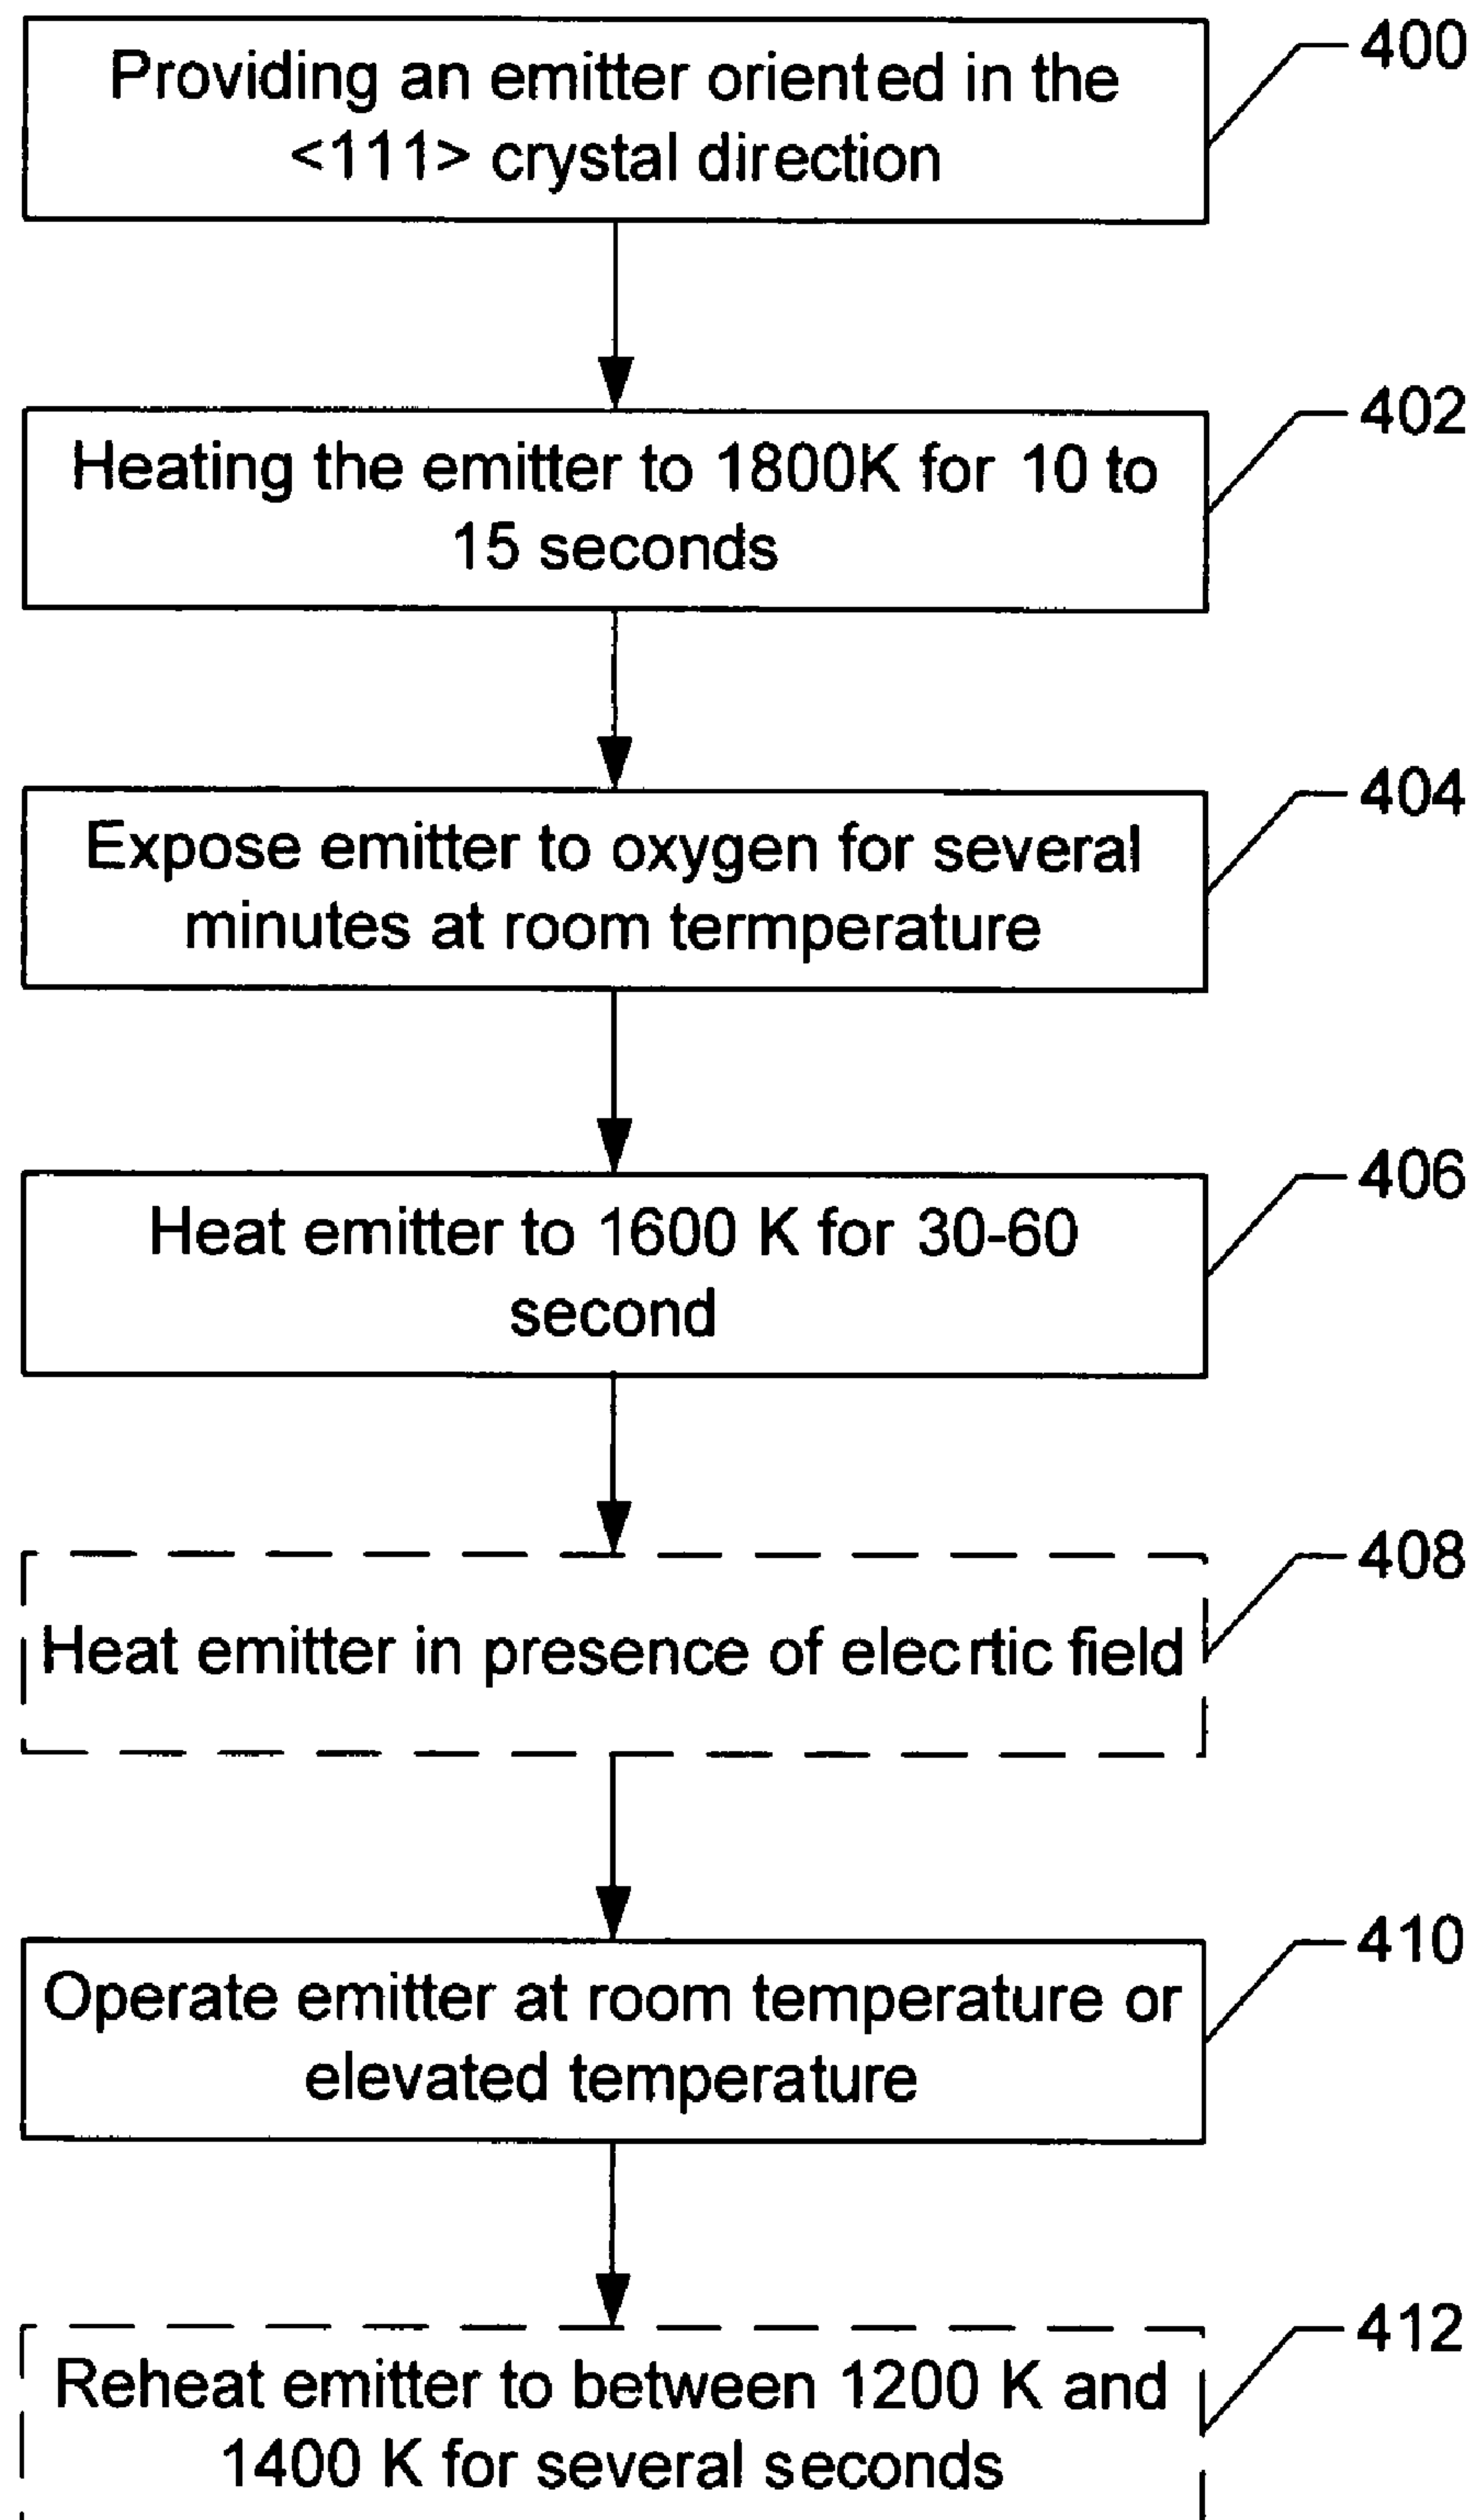 Providing an emitter oriented in the
<111> crystal direction
400
Heating the emitter to 1800K for 10 to
15 seconds
402
Expose emitter to oxygen for several
minutes at room termperature
404
Heat emitter to 1600 K for 30-60
second
406
Heat emitter in presence of elecrtic field
408
Operate emitter at room temperature or
elevated temperature
410
Reheat emitter to between 1200 K and
1400 K for several seconds
412